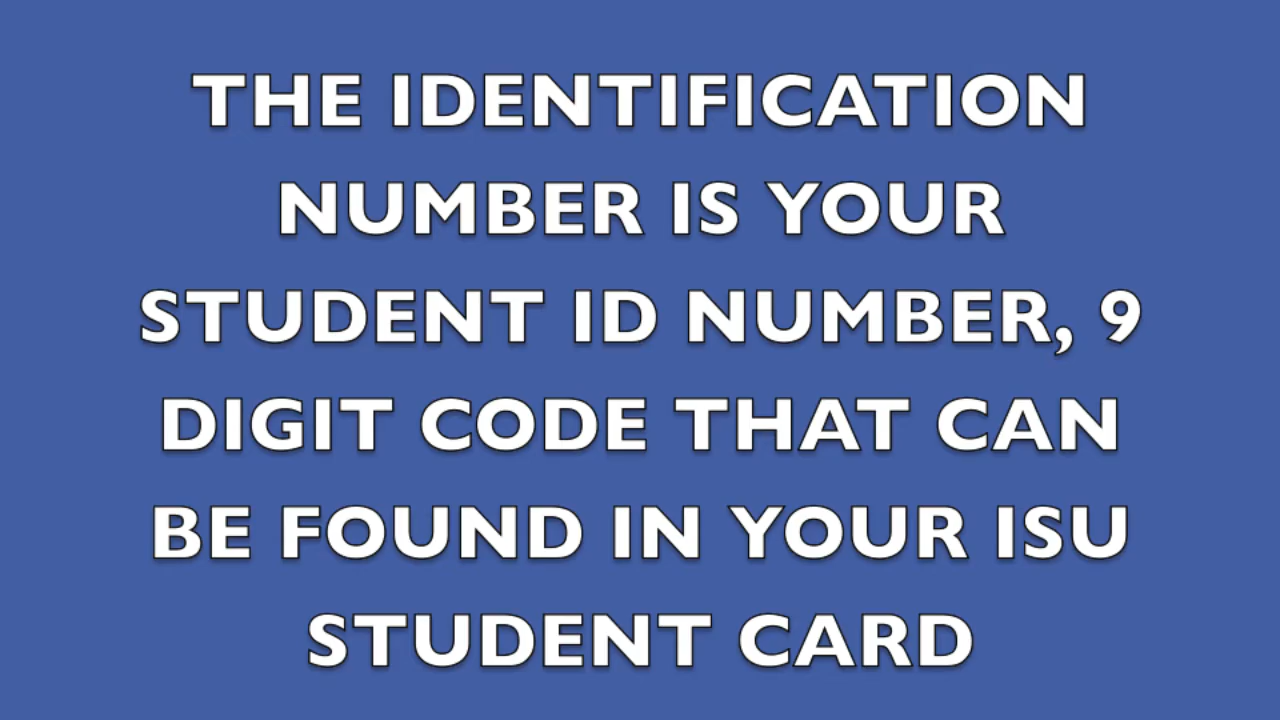 THE IDENTIFICATION
NUMBER IS YOUR
STUDENT ID NUMBER, 9
DIGIT CODE THAT CAN
BE FOUND IN YOUR ISU
STUDENT CARD